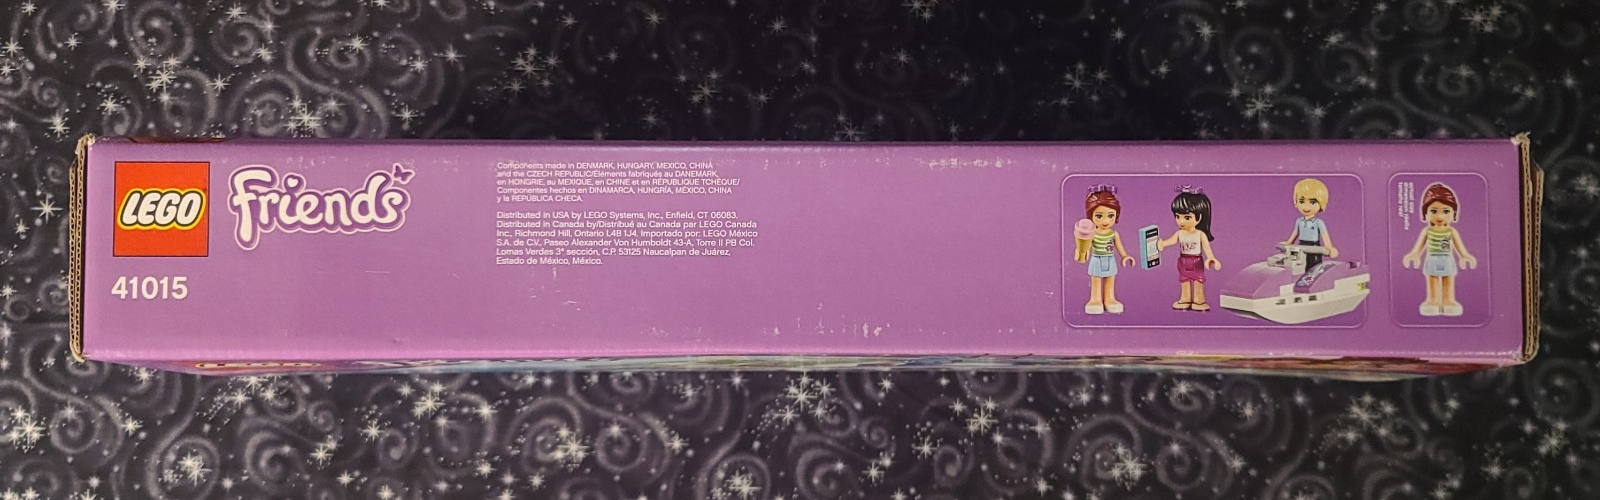 LEGO
Friends
41015
Components made in DENMARK, HUNGARY, MEXICO, CHINA
and the CZECH REPUBLIC/Éléments fabriqués au DANEMARK,
en HONGRIE, au MEXIQUE, en CHINE et en RÉPUBLIQUE TCHÈQUE/
Componentes hechos en DINAMARCA, HUNGRÍA, MÉXICO, CHINA
y la REPÚBLICA CHECA.
Distributed in USA by LEGO Systems, Inc., Enfield, CT 06083.
Distributed in Canada by/Distribué au Canada par LEGO Canada
Inc., Richmond Hill, Ontario L4B 1J4. Importado por: LEGO México
S.A. de C.V., Paseo Alexander Von Humboldt 43-A, Torre II PB Col.
Lomas Verdes 3ª sección, C.P. 53125 Naucalpan de Juárez,
Estado de México, México.